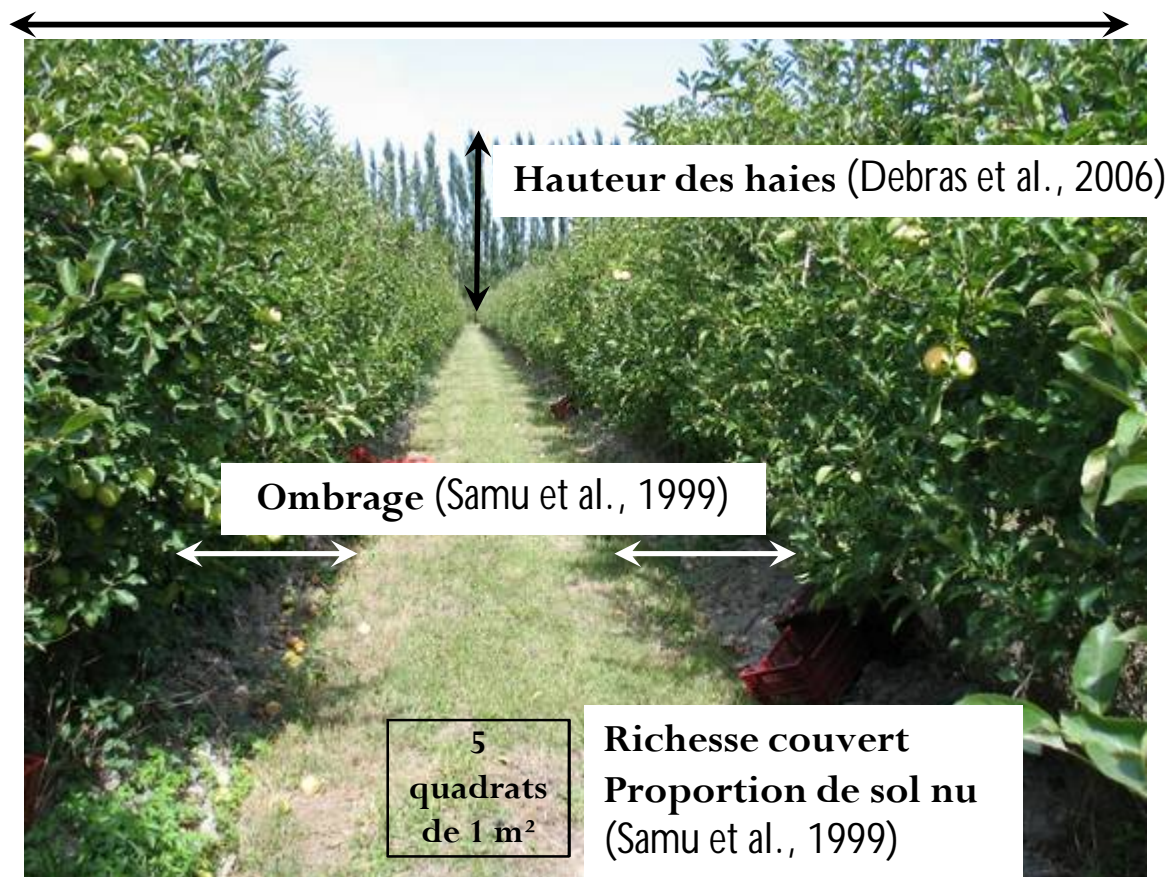 Hauteur des haies (Debras et al., 2006)
Ombrage (Samu et al., 1999)
5
quadrats
de 1 m²
Richesse couvert
Proportion de sol nu
(Samu et al., 1999)